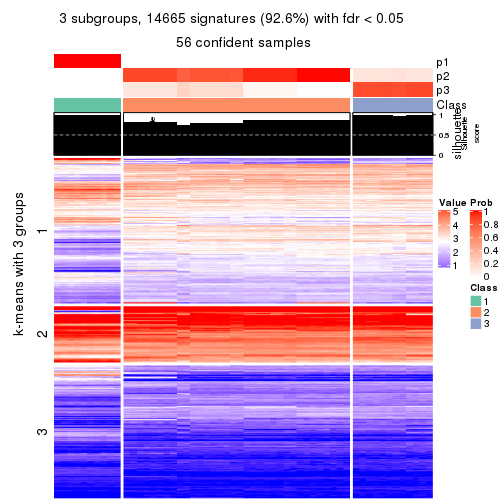 3 subgroups, 14665 signatures (92.6%) with fdr < 0.05
56 confident samples
p1
p2
p3
Class
silhouette
Silhouette
score
1
0.5
0
k-means with 3 groups
1
2
3
Value
5
4
3
2
1
Prob
1
0.8
0.6
0.4
0.2
0
Class
1
2
3